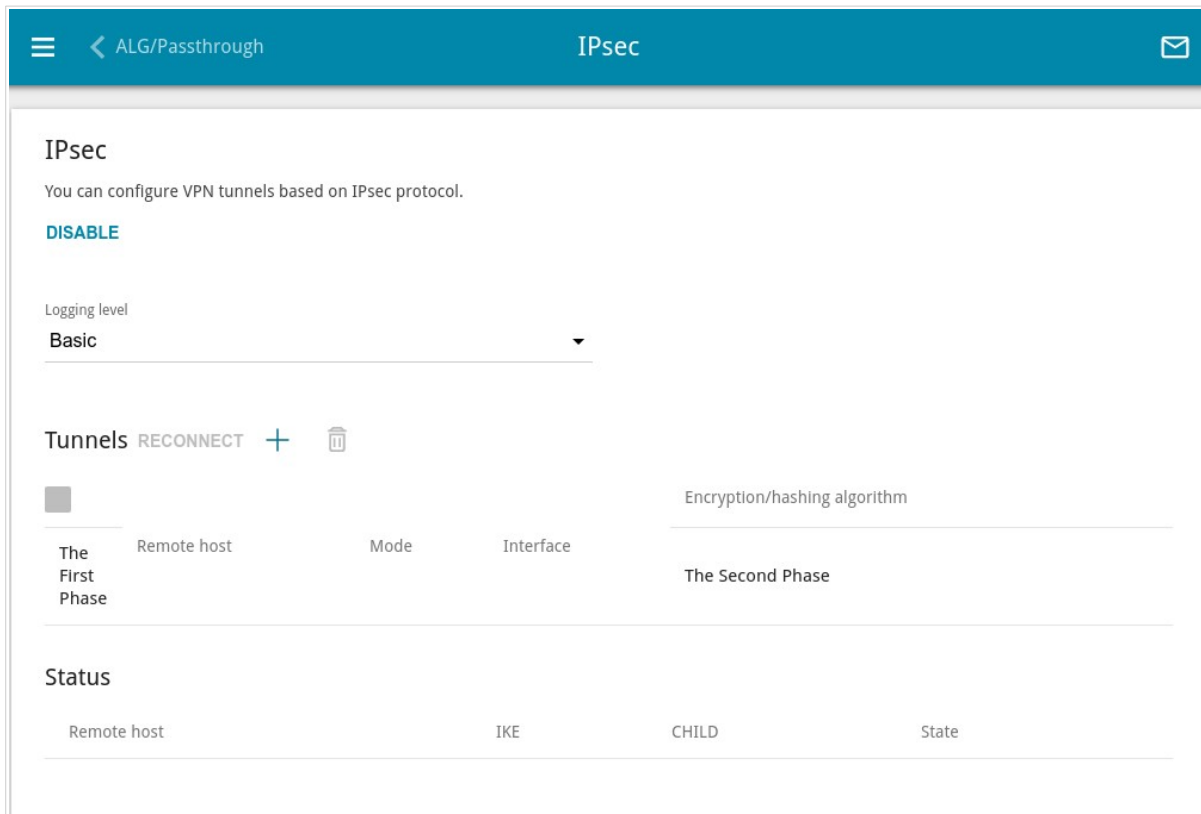 ALG/Passthrough
IPsec
IPsec
You can configure VPN tunnels based on IPsec protocol.
DISABLE
Logging level
Basic
Tunnels RECONNECT
Encryption/hashing algorithm
The
First
Phase
Remote host Mode Interface
The Second Phase
Status
Remote host IKE CHILD State